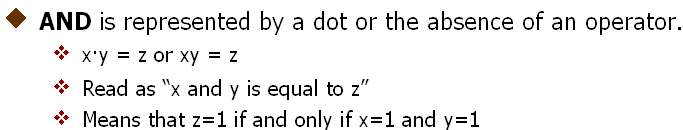 AND is represented by a dot or the absence of an operator.
x·y = z or xy = z
Read as “x and y is equal to z”
Means that z=1 if and only if x=1 and y=1